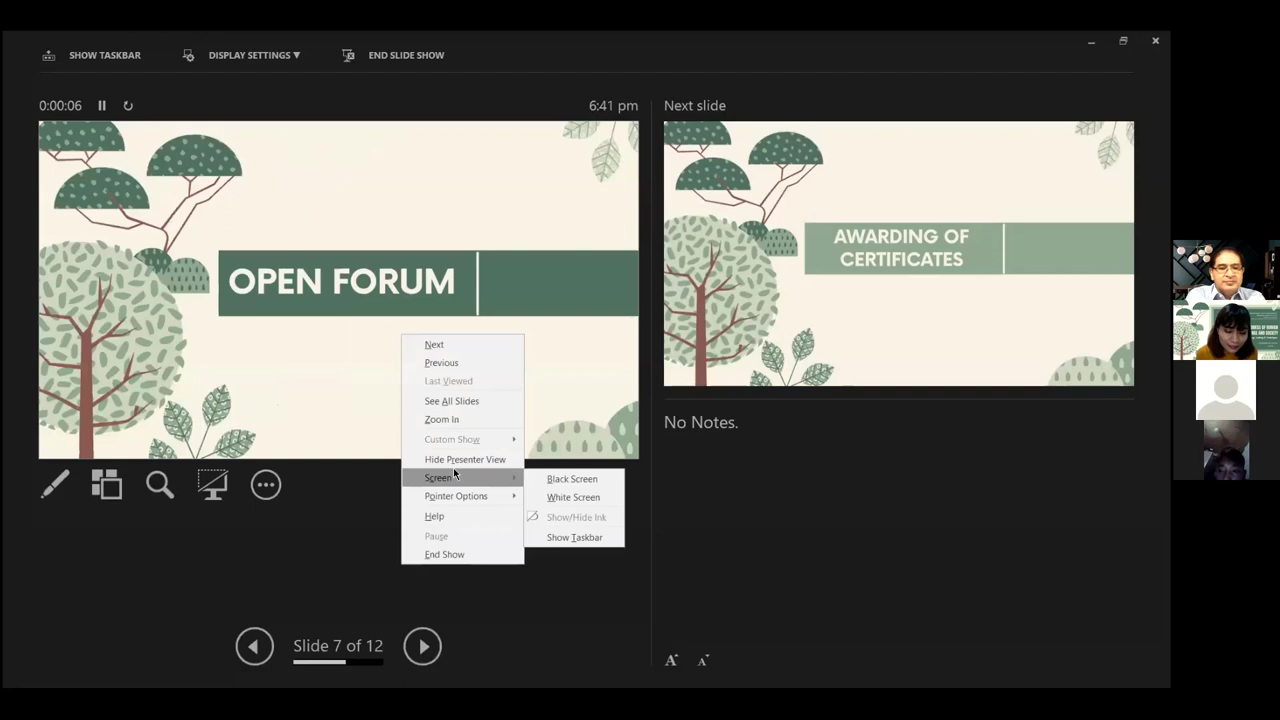 SHOW TASKBAR
DISPLAY SETTINGS ▼
END SLIDE SHOW
0:00:06
6:41 pm
OPEN FORUM
Next
Previous
Last Viewed
See All Slides
Zoom In
Custom Show
Hide Presenter View
Screen
Pointer Options
Help
Pause
End Show
Black Screen
White Screen
Show/Hide Ink
Show Taskbar
Slide 7 of 12
Next slide
AWARDING OF
CERTIFICATES
No Notes.
A
A